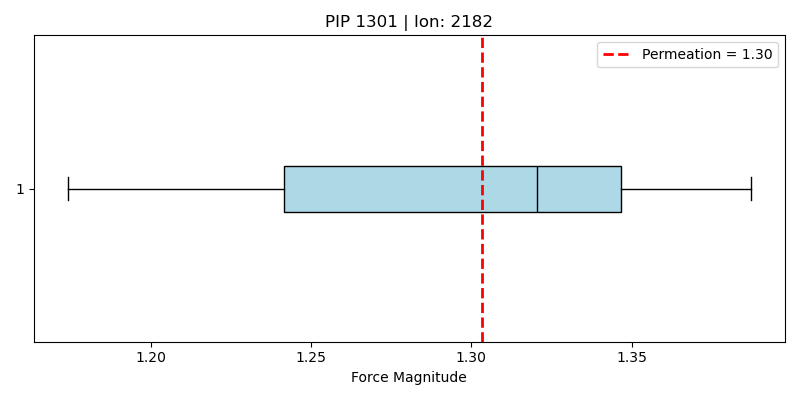 PIP 1301 | Ion: 2182
Permeation = 1.30
1
1.20 1.25 1.30 1.35
Force Magnitude